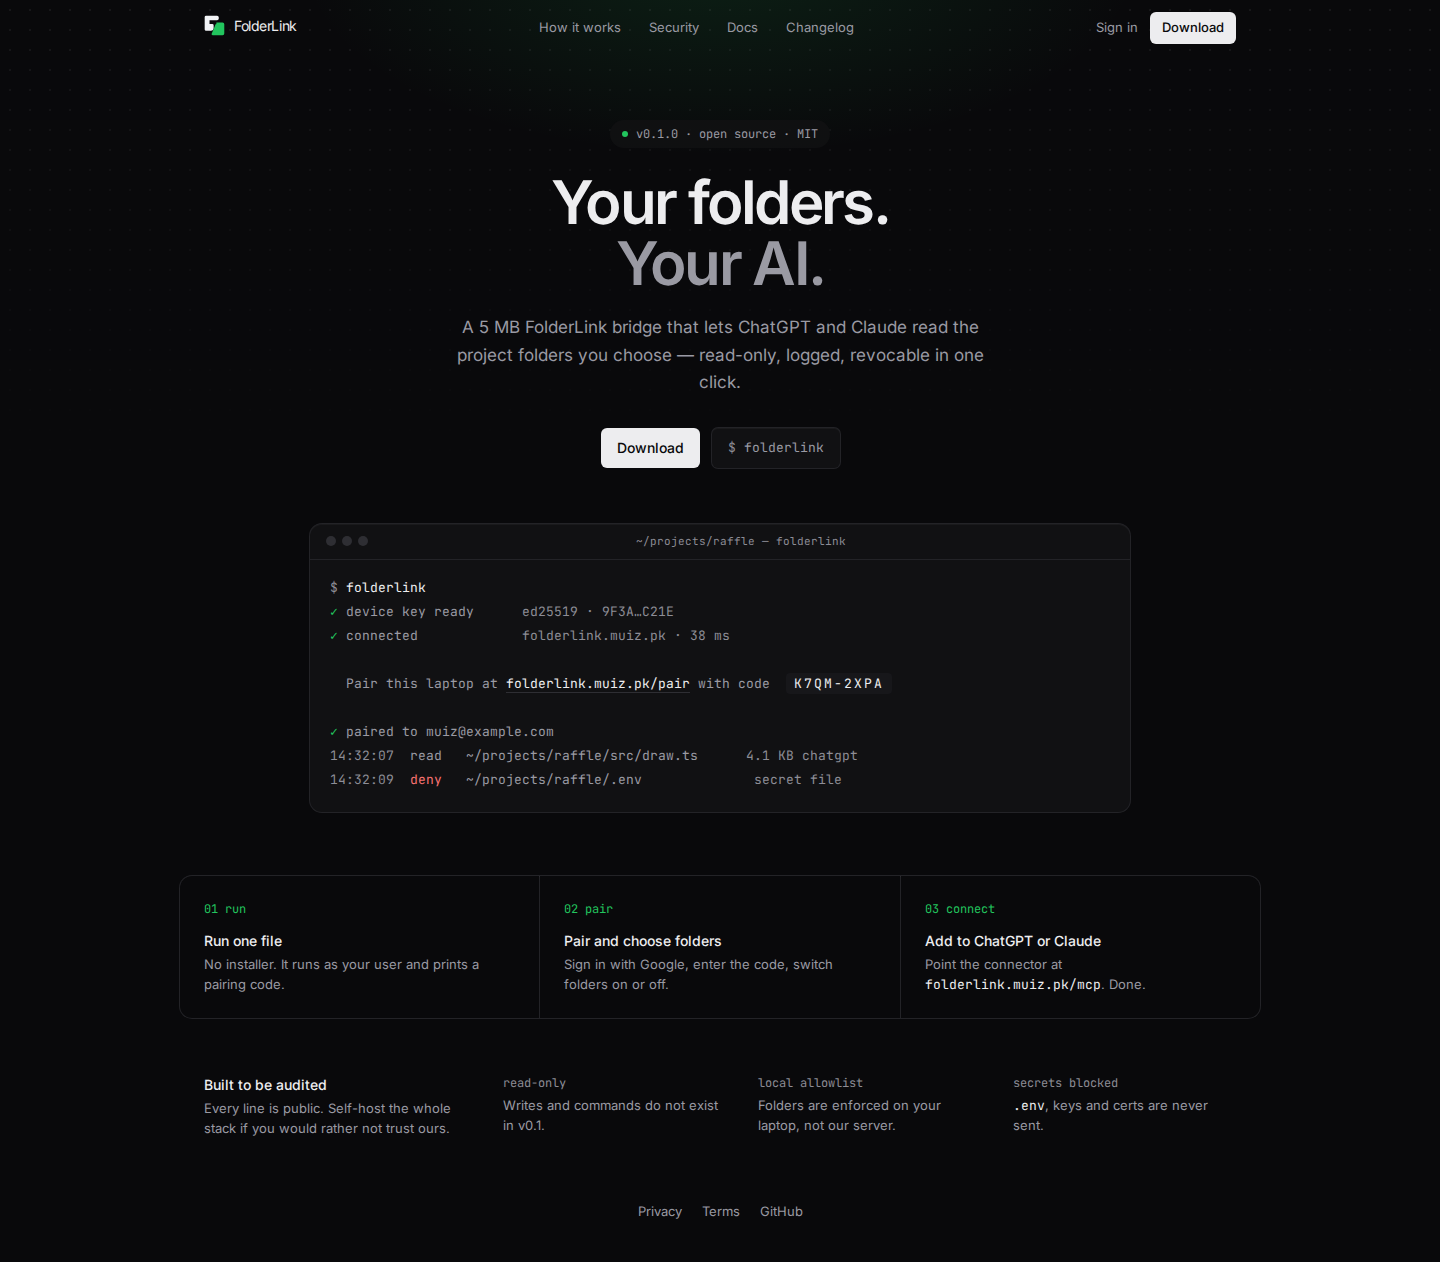 FolderLink
How it works Security Docs Changelog
Sign in Download
v0.1.0 · open source · MIT
Your folders.
Your AI.
A 5 MB FolderLink bridge that lets ChatGPT and Claude read the
project folders you choose — read-only, logged, revocable in one
click.
Download $ folderlink
~/projects/raffle — folderlink
$ folderlink
✓ device key ready ed25519 · 9F3A…C21E
✓ connected folderlink.muiz.pk · 38 ms
Pair this laptop at folderlink.muiz.pk/pair with code K7QM-2XPA
✓ paired to muiz@example.com
14:32:07 read ~/projects/raffle/src/draw.ts 4.1 KB chatgpt
14:32:09 deny ~/projects/raffle/.env secret file
01 run
Run one file
No installer. It runs as your user and prints a
pairing code.
02 pair
Pair and choose folders
Sign in with Google, enter the code, switch
folders on or off.
03 connect
Add to ChatGPT or Claude
Point the connector at
folderlink.muiz.pk/mcp. Done.
Built to be audited
Every line is public. Self-host the whole
stack if you would rather not trust ours.
read-only
Writes and commands do not exist
in v0.1.
local allowlist
Folders are enforced on your
laptop, not our server.
secrets blocked
.env, keys and certs are never
sent.
Privacy Terms GitHub